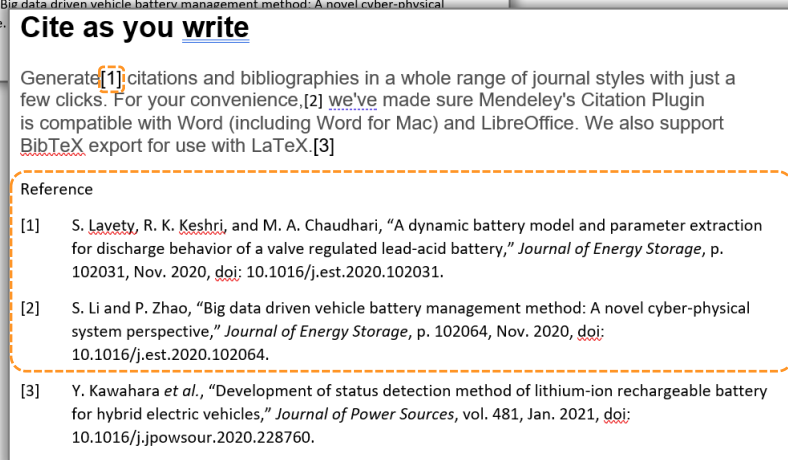 Big data driven vehicle battery management method: A novel cyber-physical
e.
Cite as you write
Generate[1] citations and bibliographies in a whole range of journal styles with just a
few clicks. For your convenience,[2] we've made sure Mendeley's Citation Plugin
is compatible with Word (including Word for Mac) and LibreOffice. We also support
BibTeX export for use with LaTeX.[3]
Reference
[1] S. Lavety, R. K. Keshri, and M. A. Chaudhari, “A dynamic battery model and parameter extraction
for discharge behavior of a valve regulated lead-acid battery,” Journal of Energy Storage, p.
102031, Nov. 2020, doi: 10.1016/j.est.2020.102031.
[2] S. Li and P. Zhao, “Big data driven vehicle battery management method: A novel cyber-physical
system perspective,” Journal of Energy Storage, p. 102064, Nov. 2020, doi:
10.1016/j.est.2020.102064.
[3] Y. Kawahara et al., “Development of status detection method of lithium-ion rechargeable battery
for hybrid electric vehicles,” Journal of Power Sources, vol. 481, Jan. 2021, doi:
10.1016/j.jpowsour.2020.228760.